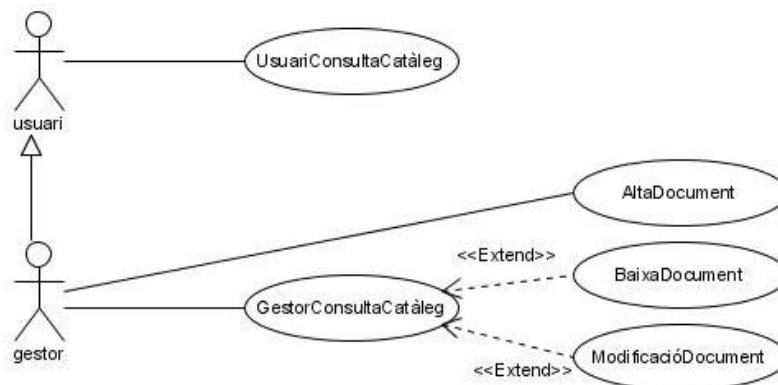 UsuariConsultaCatàleg
usuari
AltaDocument
<<Extend>>
BaixaDocument
GestorConsultaCatàleg
gestor
<<Extend>>
ModificacióDocument